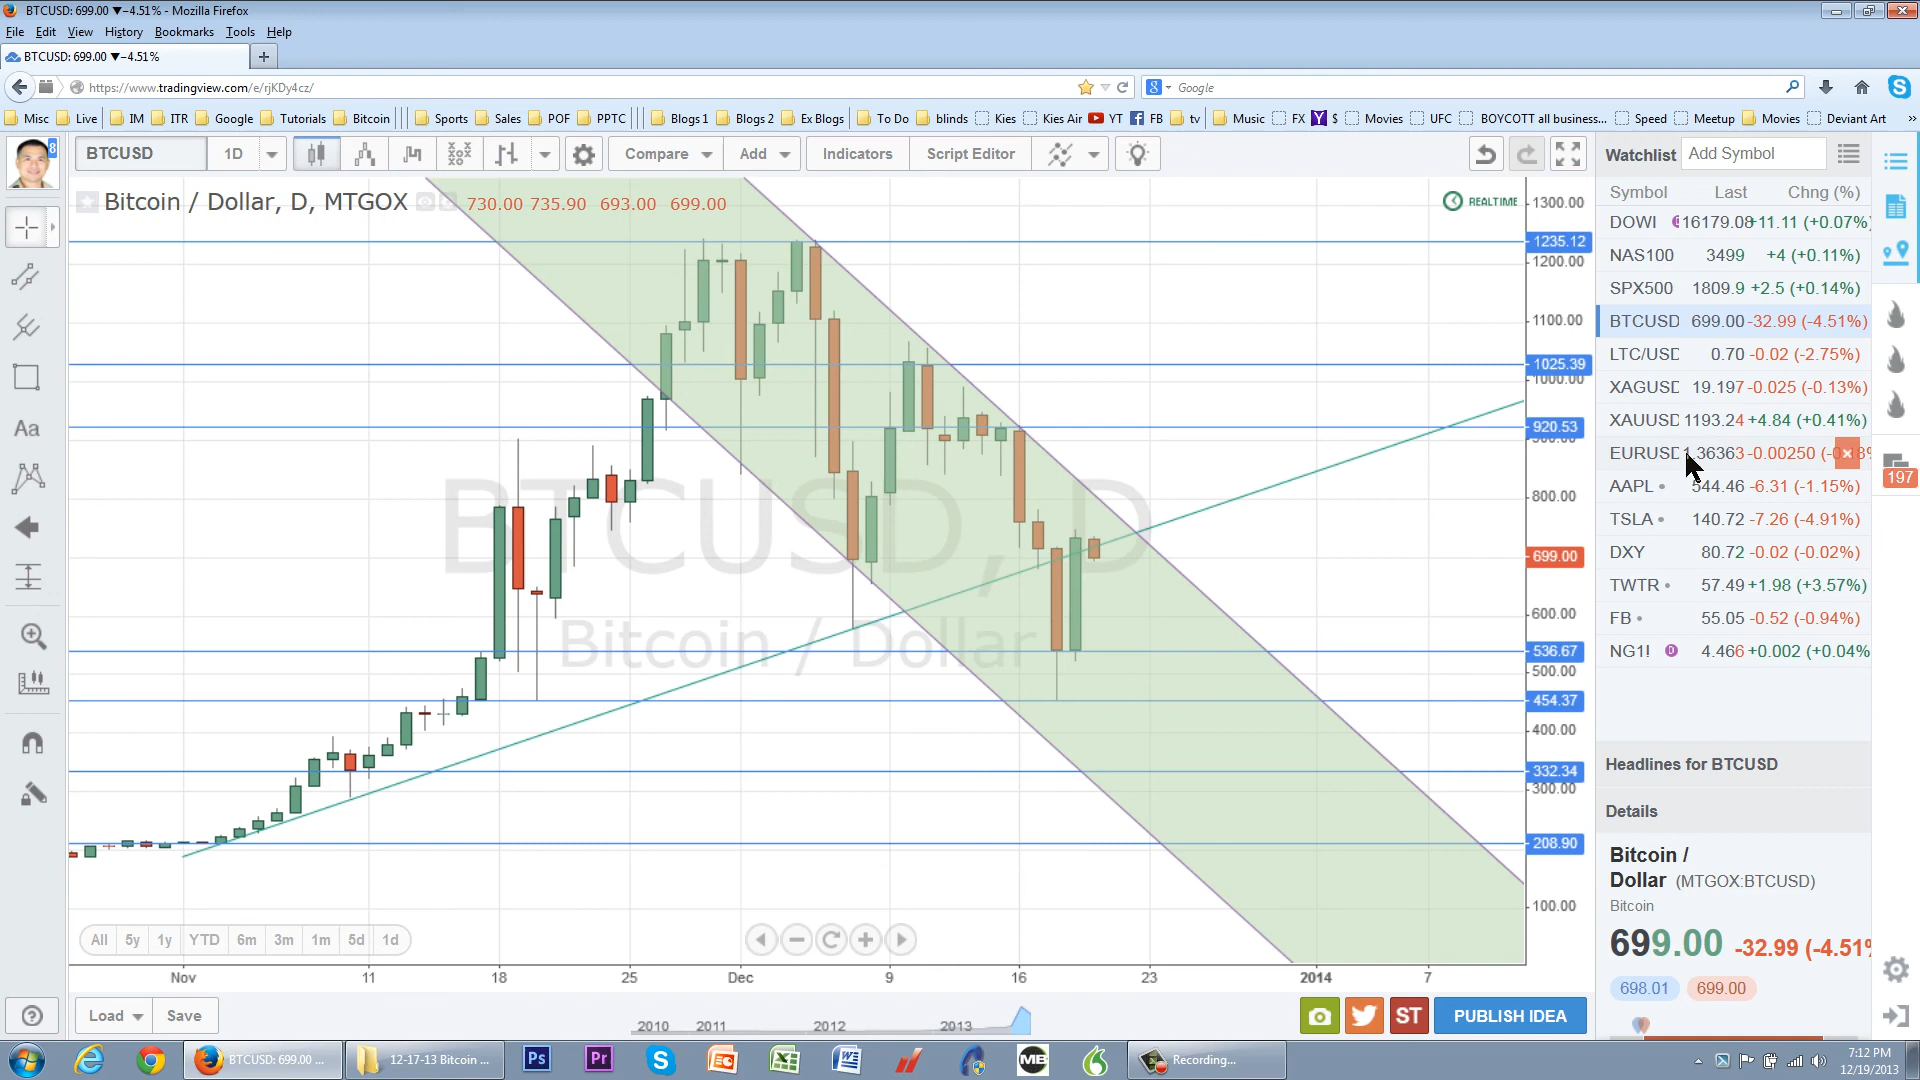 BTCUSD: 699.00 ▼−4.51% - Mozilla Firefox
File Edit View History Bookmarks Tools Help
BTCUSD: 699.00 ▼−4.51%
https://www.tradingview.com/e/rjKDy4cz/
Google
Misc Live IM ITR Google Tutorials Bitcoin Sports Sales POF PPTC Blogs 1 Blogs 2 Ex Blogs To Do blinds Kies Kies Air YT FB tv Music FX $ Movies UFC BOYCOTT all business... Speed Meetup Movies Deviant Art »
BTCUSD 1D Compare Add Indicators Script Editor
Bitcoin / Dollar, D, MTGOX 730.00 735.90 693.00 699.00
REALTIME
1300.00
1235.12
1200.00
1100.00
1025.39
1000.00
920.53
800.00
699.00
600.00
536.67
500.00
454.37
400.00
332.34
300.00
208.90
100.00
BTCUSD, D
Bitcoin / Dollar
All 5y 1y YTD 6m 3m 1m 5d 1d
Nov 11 18 25 Dec 9 16 23 2014 7
Load Save
2010 2011 2012 2013
ST PUBLISH IDEA
Watchlist Add Symbol
Symbol Last Chng (%)
DOWI 16179.08 +11.11 (+0.07%)
NAS100 3499 +4 (+0.11%)
SPX500 1809.9 +2.5 (+0.14%)
BTCUSD 699.00 -32.99 (-4.51%)
LTC/USD 0.70 -0.02 (-2.75%)
XAGUSD 19.197 -0.025 (-0.13%)
XAUUSD 1193.24 +4.84 (+0.41%)
EURUSD 1.36363 -0.00250
AAPL 544.46 -6.31 (-1.15%)
TSLA 140.72 -7.26 (-4.91%)
DXY 80.72 -0.02 (-0.02%)
TWTR 57.49 +1.98 (+3.57%)
FB 55.05 -0.52 (-0.94%)
NG1! D 4.466 +0.002 (+0.04%
197
Headlines for BTCUSD
Details
Bitcoin /
Dollar (MTGOX:BTCUSD)
Bitcoin
699.00 -32.99 (-4.51%
698.01 699.00
BTCUSD: 699.00 ... 12-17-13 Bitcoin ... Ps Pr MB Recording...
7:12 PM
12/19/2013